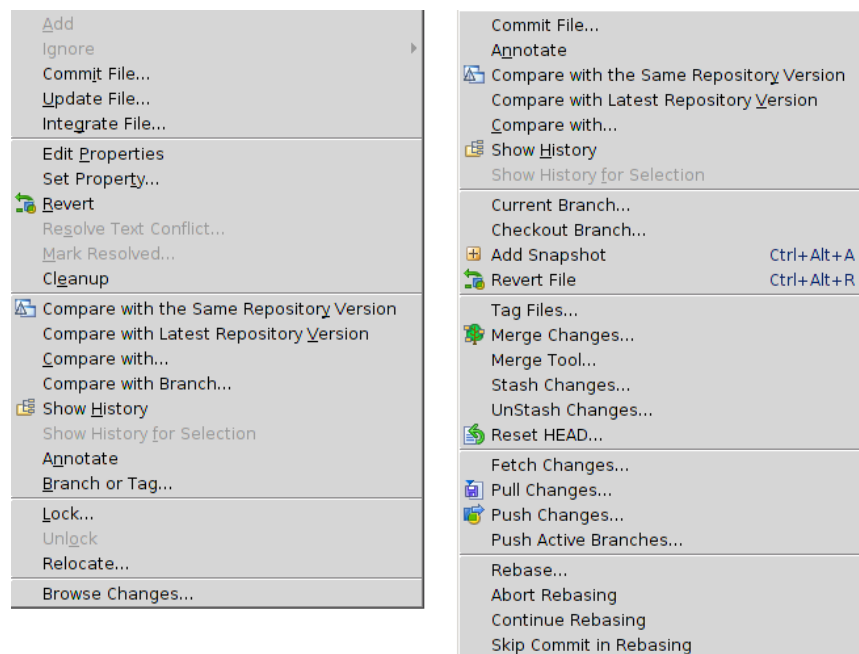 Add
Ignore
Commit File...
Update File...
Integrate File...
Edit Properties
Set Property...
Revert
Resolve Text Conflict...
Mark Resolved...
Cleanup
Compare with the Same Repository Version
Compare with Latest Repository Version
Compare with...
Compare with Branch...
Show History
Show History for Selection
Annotate
Branch or Tag...
Lock...
Unlock
Relocate...
Browse Changes...
Commit File...
Annotate
Compare with the Same Repository Version
Compare with Latest Repository Version
Compare with...
Show History
Show History for Selection
Current Branch...
Checkout Branch...
Add Snapshot Ctrl+Alt+A
Revert File Ctrl+Alt+R
Tag Files...
Merge Changes...
Merge Tool...
Stash Changes...
UnStash Changes...
Reset HEAD...
Fetch Changes...
Pull Changes...
Push Changes...
Push Active Branches...
Rebase...
Abort Rebasing
Continue Rebasing
Skip Commit in Rebasing